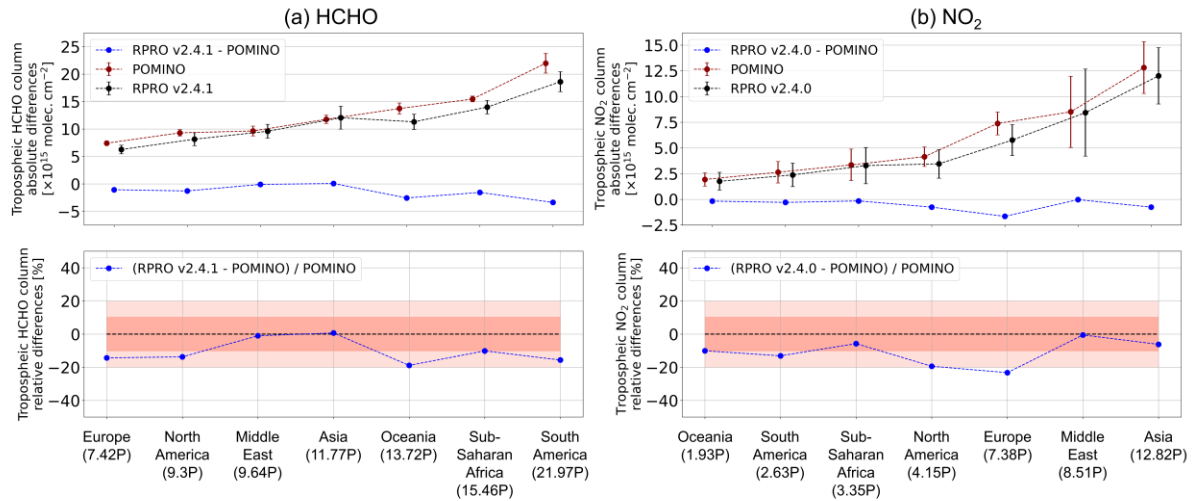 (a) HCHO
Tropospheic HCHO column
absolute differences
[×10¹⁵ molec. cm⁻²]
25
20
15
10
5
0
−5
RPRO v2.4.1 - POMINO
POMINO
RPRO v2.4.1
Tropospheic HCHO column
relative differences [%]
40
20
0
−20
−40
(RPRO v2.4.1 - POMINO) / POMINO
Europe
(7.42P)
North
America
(9.3P)
Middle
East
(9.64P)
Asia
(11.77P)
Oceania
(13.72P)
Sub-
Saharan
Africa
(15.46P)
South
America
(21.97P)
(b) NO₂
Tropospheic NO₂ column
absolute differences
[×10¹⁵ molec. cm⁻²]
15.0
12.5
10.0
7.5
5.0
2.5
0.0
−2.5
RPRO v2.4.0 - POMINO
POMINO
RPRO v2.4.0
Tropospheic NO₂ column
relative differences [%]
40
20
0
−20
−40
(RPRO v2.4.0 - POMINO) / POMINO
Oceania
(1.93P)
South
America
(2.63P)
Sub-
Saharan
Africa
(3.35P)
North
America
(4.15P)
Europe
(7.38P)
Middle
East
(8.51P)
Asia
(12.82P)